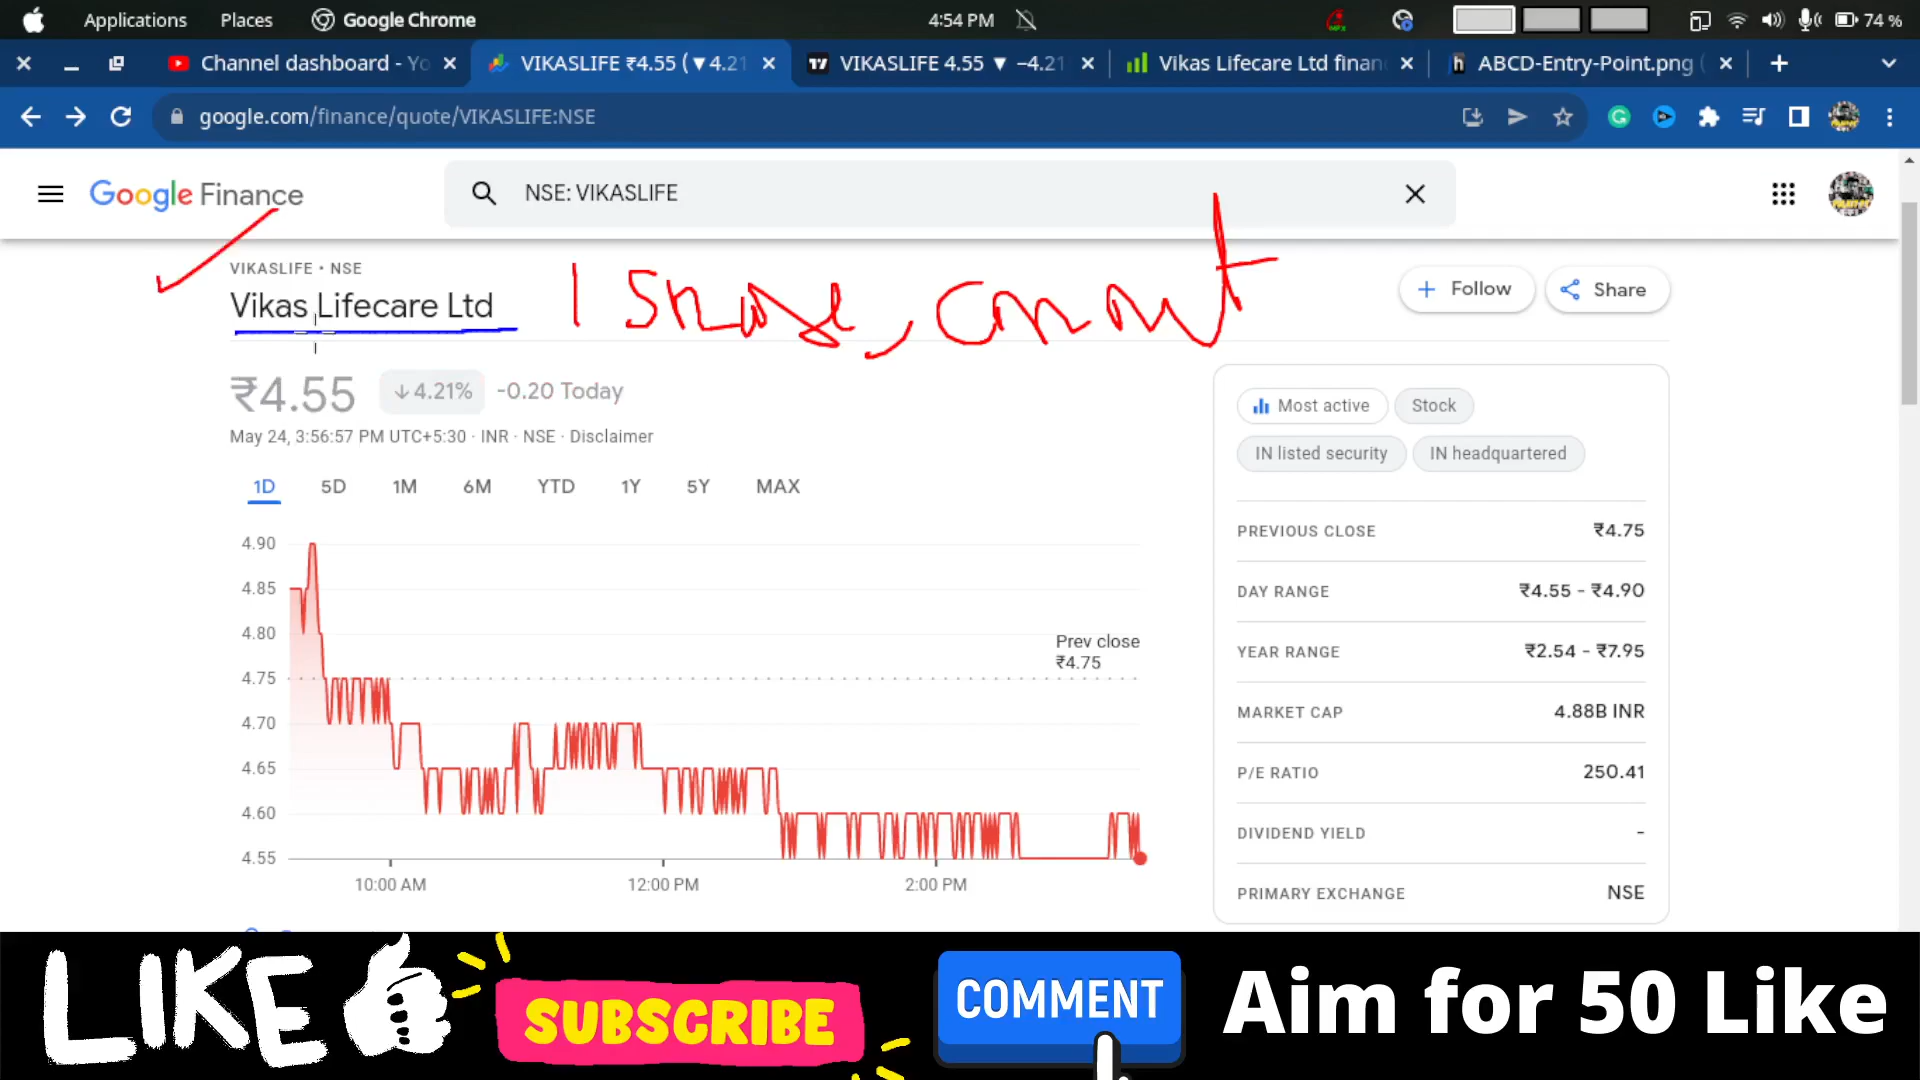 Applications Places Google Chrome 4:54 PM 74 %
Channel dashboard - Yo VIKASLIFE ₹4.55 (▼4.21 VIKASLIFE 4.55 ▼ −4.21 Vikas Lifecare Ltd finan ABCD-Entry-Point.png (
google.com/finance/quote/VIKASLIFE:NSE
Google Finance NSE: VIKASLIFE
VIKASLIFE • NSE
Vikas Lifecare Ltd
Follow Share
₹4.55 ↓4.21% -0.20 Today
May 24, 3:56:57 PM UTC+5:30 · INR · NSE · Disclaimer
1D 5D 1M 6M YTD 1Y 5Y MAX
4.90
4.85
4.80
4.75
4.70
4.65
4.60
4.55
Prev close
₹4.75
10:00 AM 12:00 PM 2:00 PM
Most active Stock
IN listed security IN headquartered
PREVIOUS CLOSE ₹4.75
DAY RANGE ₹4.55 - ₹4.90
YEAR RANGE ₹2.54 - ₹7.95
MARKET CAP 4.88B INR
P/E RATIO 250.41
DIVIDEND YIELD -
PRIMARY EXCHANGE NSE
LIKE SUBSCRIBE COMMENT Aim for 50 Like